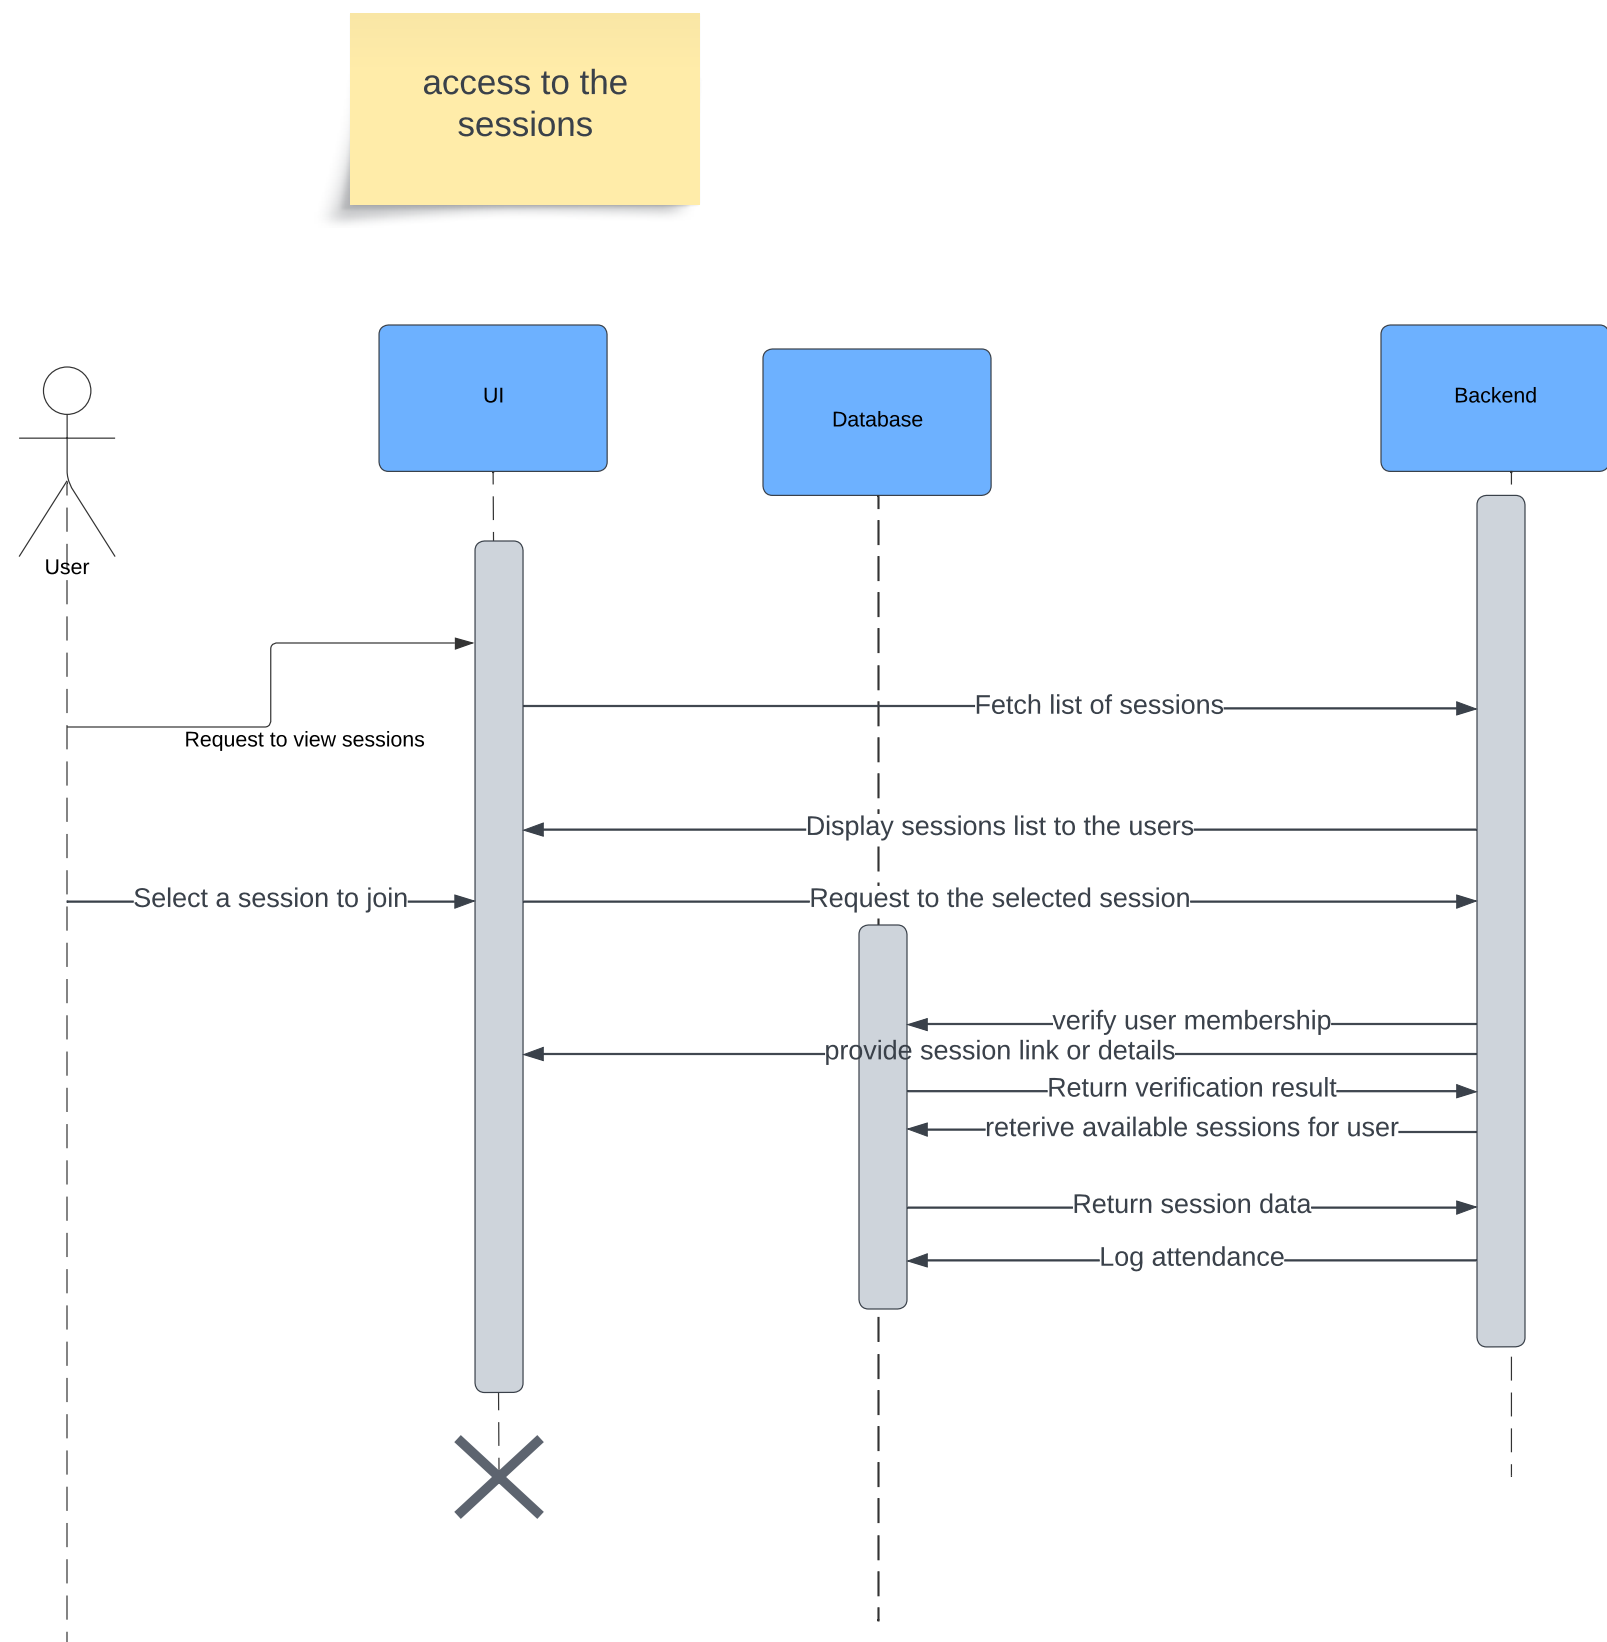 access to the
sessions
UI
Database
Backend
User
Fetch list of sessions
Request to view sessions
Display sessions list to the users
Select a session to join
Request to the selected session
verify user membership
provide session link or details
Return verification result
reterive available sessions for user
Return session data
Log attendance